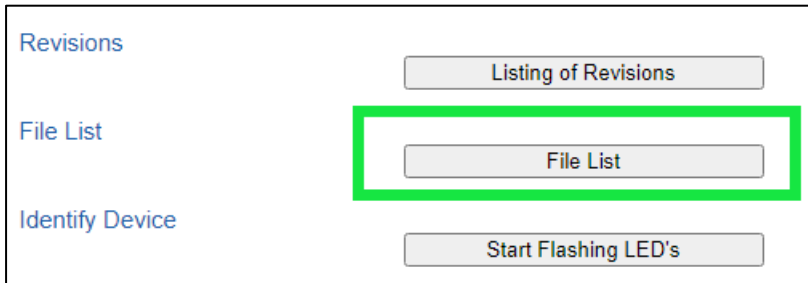 Revisions
Listing of Revisions
File List
File List
Identify Device
Start Flashing LED's